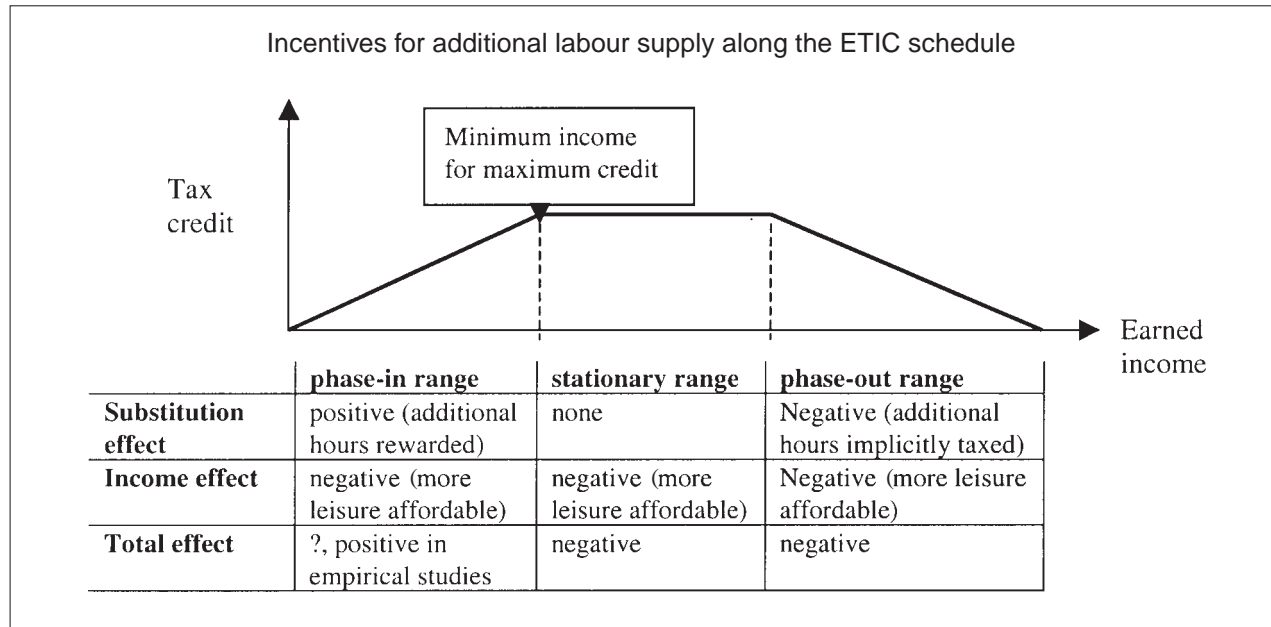 Incentives for additional labour supply along the ETIC schedule
Minimum income
for maximum credit
Tax
credit
Earned
income
phase-in range stationary range phase-out range
Substitution effect positive (additional hours rewarded) none Negative (additional hours implicitly taxed)
Income effect negative (more leisure affordable) negative (more leisure affordable) Negative (more leisure affordable)
Total effect ?, positive in empirical studies negative negative